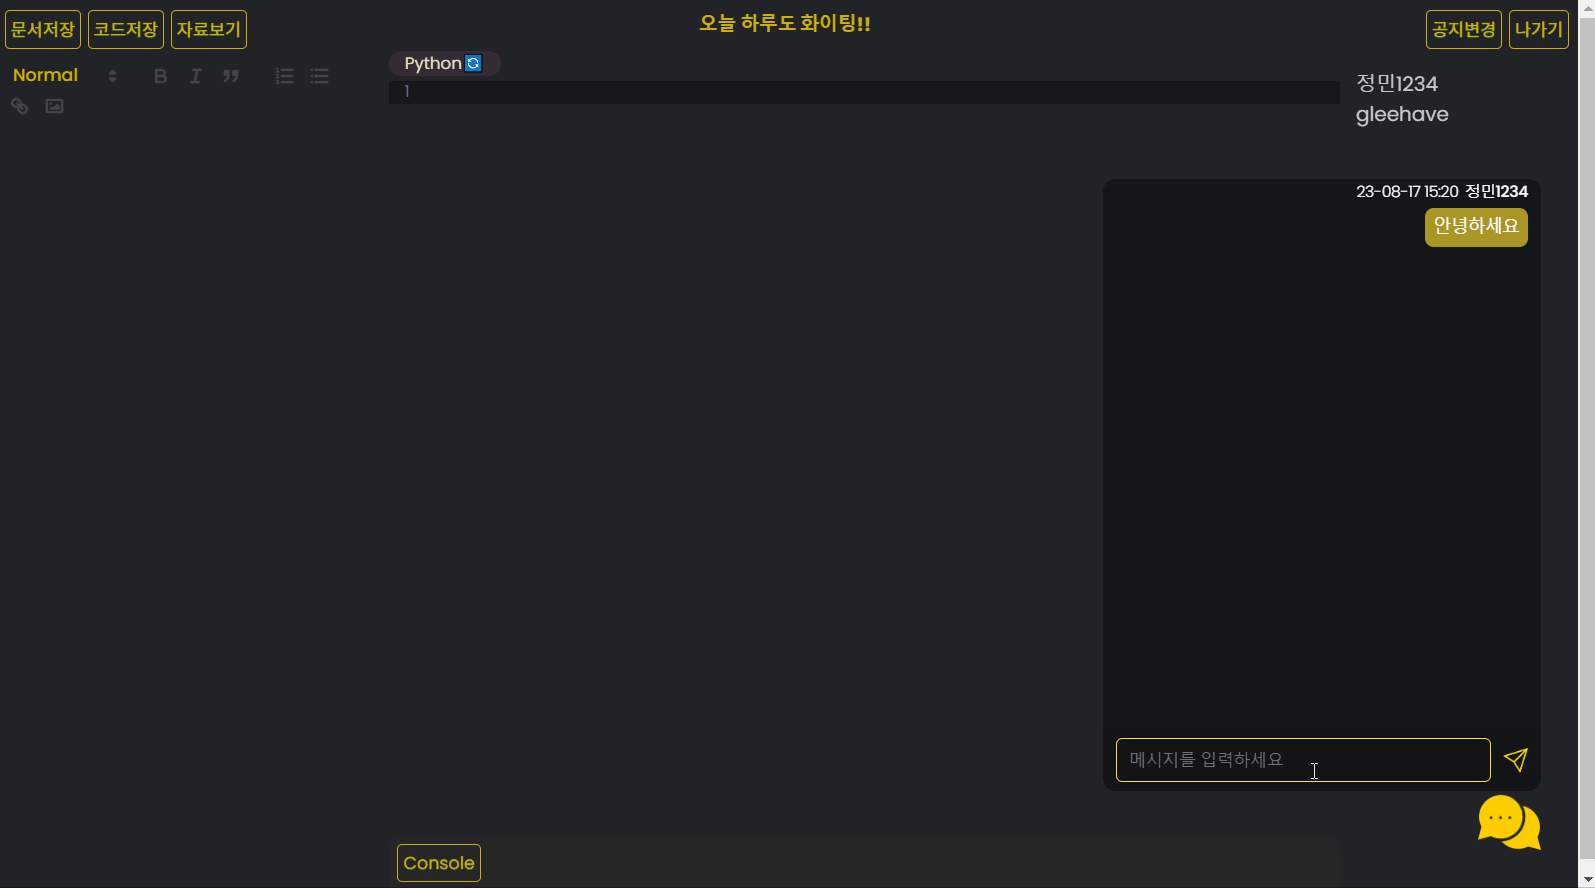 문서저장 코드저장 자료보기
오늘 하루도 화이팅!!
공지변경 나가기
Normal
Python
1
정민1234
gleehave
23-08-17 15:20 정민1234
안녕하세요
메시지를 입력하세요
Console